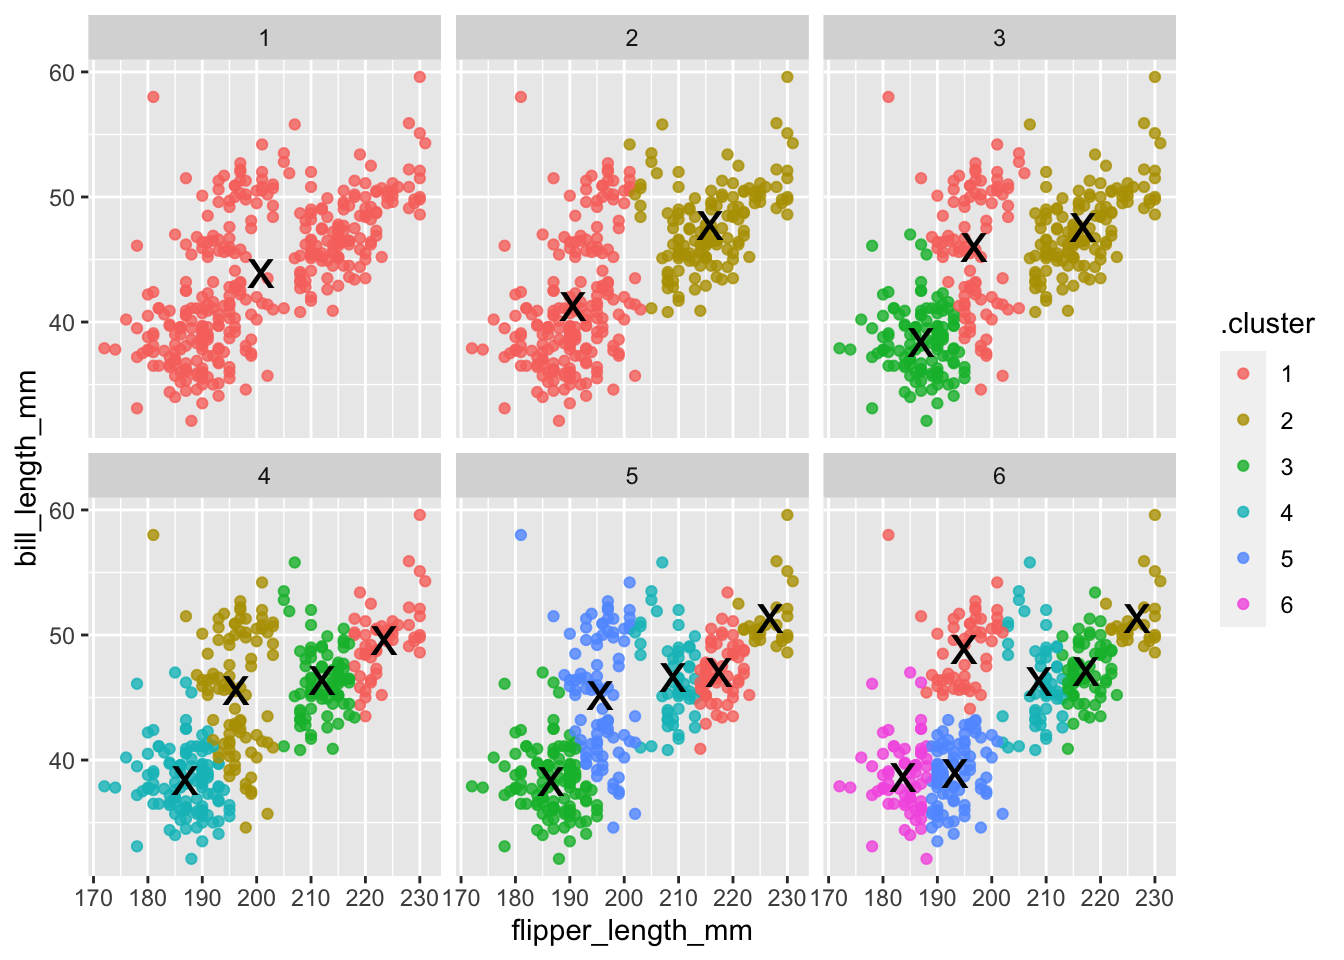 1 2 3
60
50
40
bill_length_mm
4 5 6
60
50
40
170 180 190 200 210 220 230 170 180 190 200 210 220 230 170 180 190 200 210 220 230
flipper_length_mm
.cluster
1
2
3
4
5
6
X
X X
X X X
X X X X
X X X X X
X X X X X X